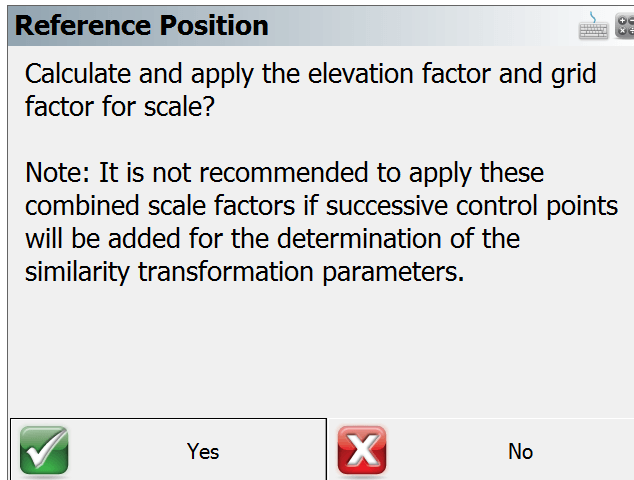 Reference Position
Calculate and apply the elevation factor and grid
factor for scale?
Note: It is not recommended to apply these
combined scale factors if successive control points
will be added for the determination of the
similarity transformation parameters.
Yes
No